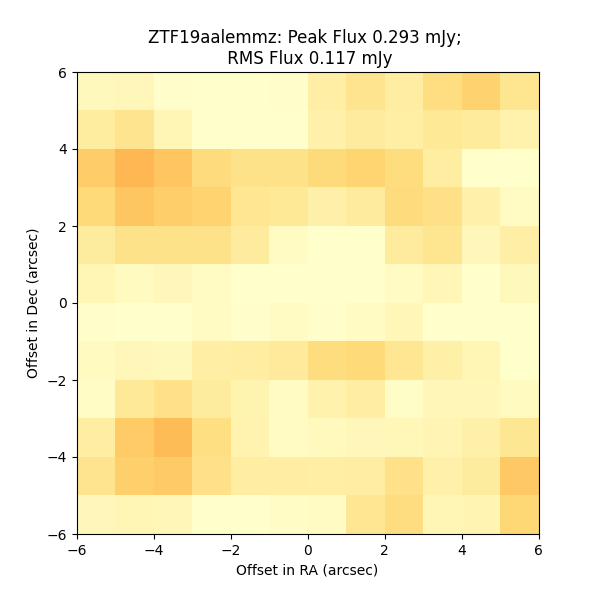 ZTF19aalemmz: Peak Flux 0.293 mJy;
RMS Flux 0.117 mJy
6
4
2
0
−2
−4
−6
Offset in Dec (arcsec)
−6 −4 −2 0 2 4 6
Offset in RA (arcsec)